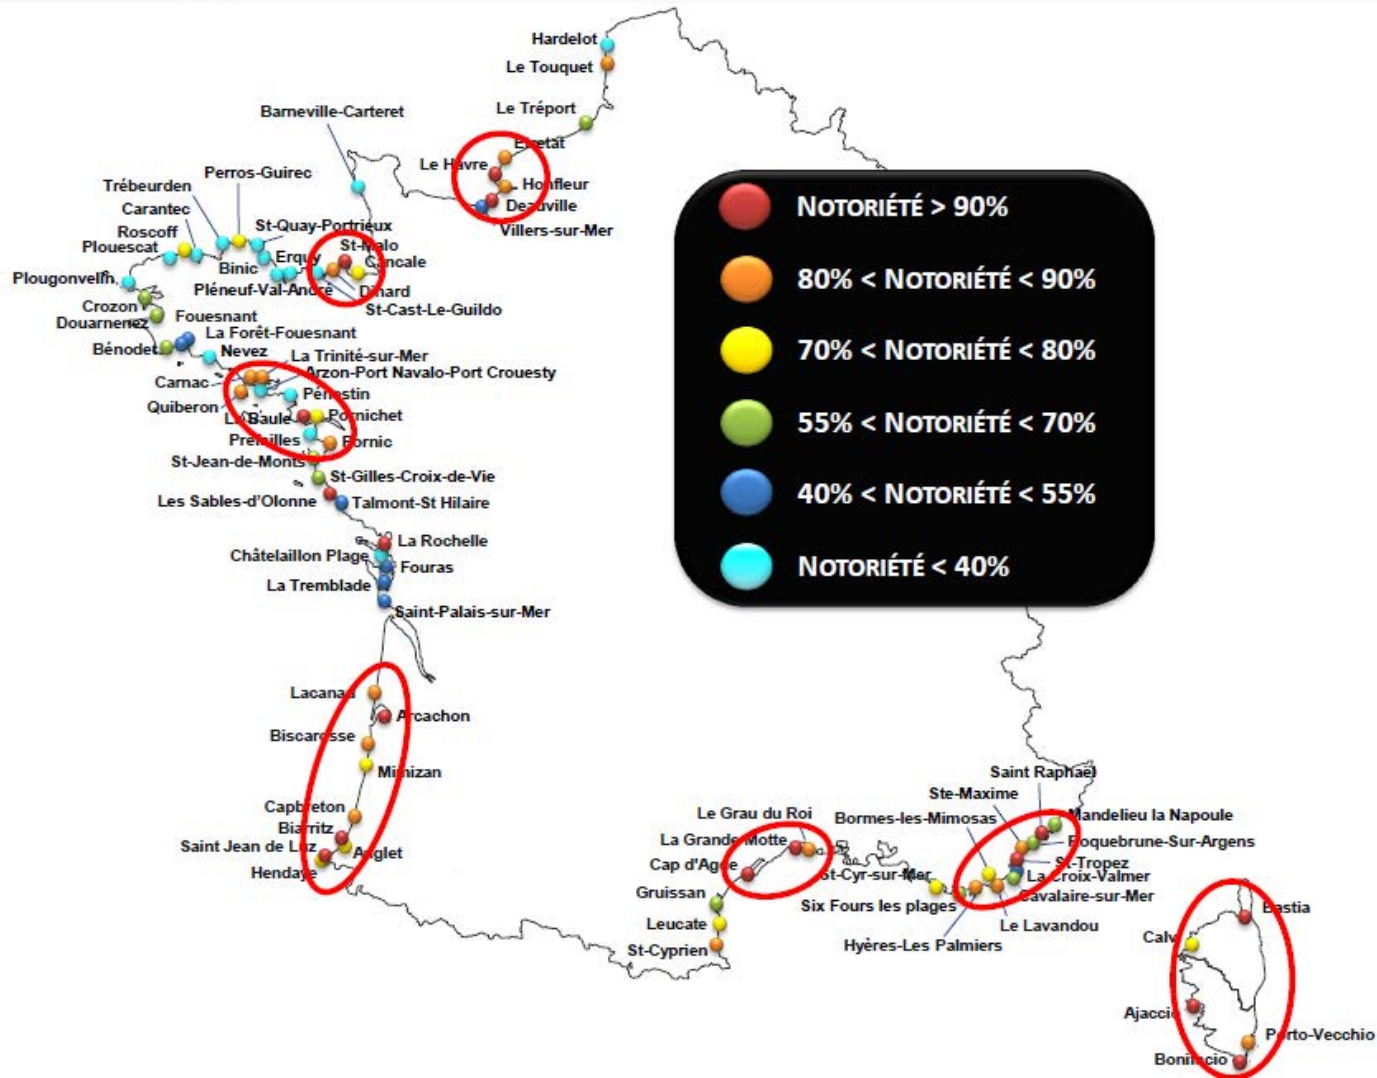 Hardelot
Le Touquet
Le Tréport
Barneville-Carteret
Etretat
Le Havre
Honfleur
Deauville
Villers-sur-Mer
Perros-Guirec
Trébeurden
Carantec
Roscoff
Plouescat
St-Quay-Portrieux
St-Malo
Erquy
Cancale
Binic
Plougonvelin
Pléneuf-Val-André
Dinard
St-Cast-Le-Guildo
Crozon
Fouesnant
Douarnenez
La Forêt-Fouesnant
Bénodet
Nevez
La Trinité-sur-Mer
Arzon-Port Navalo-Port Crouesty
Carnac
Pénestin
Quiberon
La Baule
Pornichet
Préfailles
Pornic
St-Jean-de-Monts
St-Gilles-Croix-de-Vie
Les Sables-d'Olonne
Talmont-St Hilaire
La Rochelle
Châtelaillon Plage
Fouras
La Tremblade
Saint-Palais-sur-Mer
Lacanau
Arcachon
Biscarosse
Mimizan
Capbreton
Biarritz
Saint Jean de Luz
Anglet
Hendaye
NOTORIÉTÉ > 90%
80% < NOTORIÉTÉ < 90%
70% < NOTORIÉTÉ < 80%
55% < NOTORIÉTÉ < 70%
40% < NOTORIÉTÉ < 55%
NOTORIÉTÉ < 40%
Saint Raphael
Ste-Maxime
Le Grau du Roi
Bormes-les-Mimosas
Mandelieu la Napoule
La Grande Motte
Roquebrune-Sur-Argens
Cap d'Agde
St-Cyr-sur-Mer
St-Tropez
La Croix-Valmer
Gruissan
Six Fours les plages
Cavalaire-sur-Mer
Leucate
Le Lavandou
St-Cyprien
Hyères-Les Palmiers
Bastia
Calvi
Ajaccio
Porto-Vecchio
Bonifacio